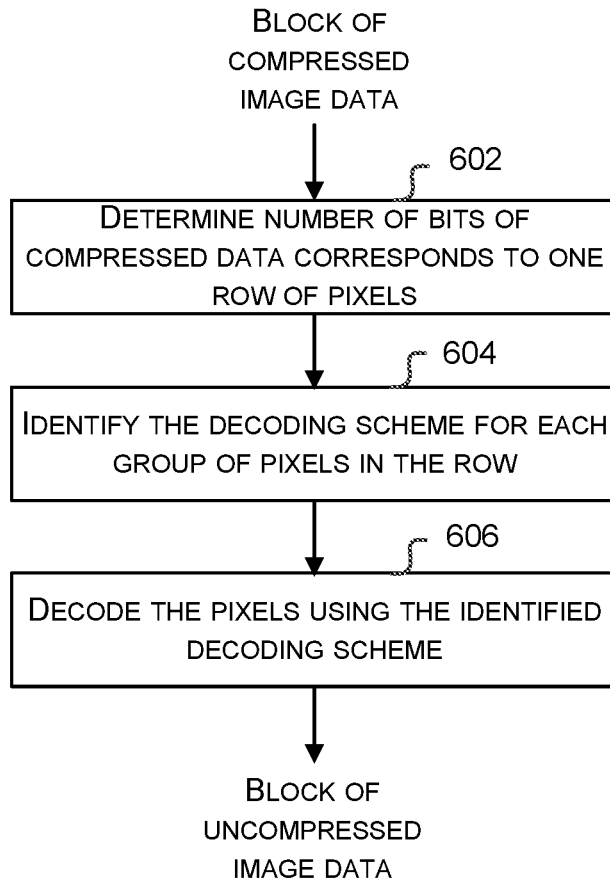 BLOCK OF
COMPRESSED
IMAGE DATA
602
DETERMINE NUMBER OF BITS OF
COMPRESSED DATA CORRESPONDS TO ONE
ROW OF PIXELS
604
IDENTIFY THE DECODING SCHEME FOR EACH
GROUP OF PIXELS IN THE ROW
606
DECODE THE PIXELS USING THE IDENTIFIED
DECODING SCHEME
BLOCK OF
UNCOMPRESSED
IMAGE DATA